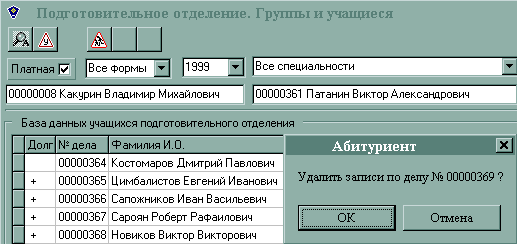 Подготовительное отделение. Группы и учащиеся
Платная Все формы 1999 Все специальности
00000008 Какурин Владимир Михайлович 00000361 Патанин Виктор Александрович
База данных учащихся подготовительного отделения
Долг № дела Фамилия И.О.
00000364 Костомаров Дмитрий Павлович
+ 00000365 Цимбалистов Евгений Иванович
+ 00000366 Сапожников Иван Васильевич
+ 00000367 Сароян Роберт Рафаилович
+ 00000368 Новиков Виктор Викторович
Абитуриент
Удалить записи по делу № 00000369 ?
OK Отмена